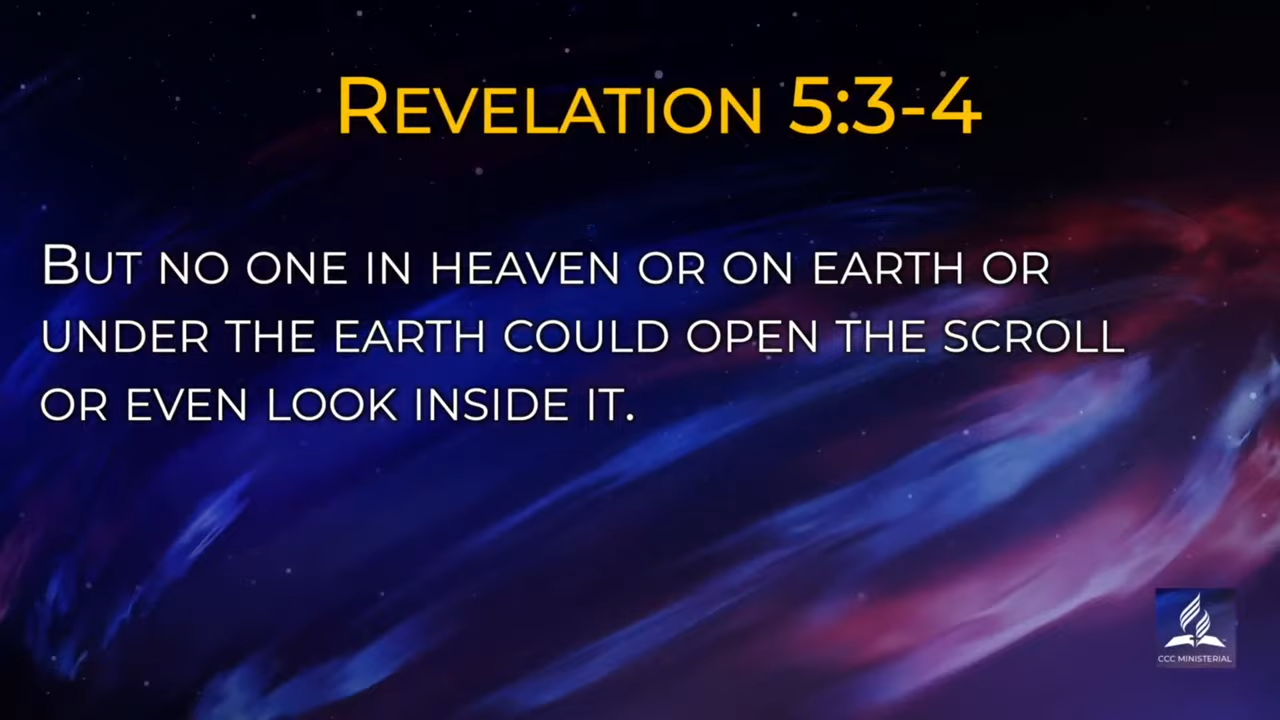 Revelation 5:3-4
But no one in heaven or on earth or
under the earth could open the scroll
or even look inside it.
CCC MINISTERIAL